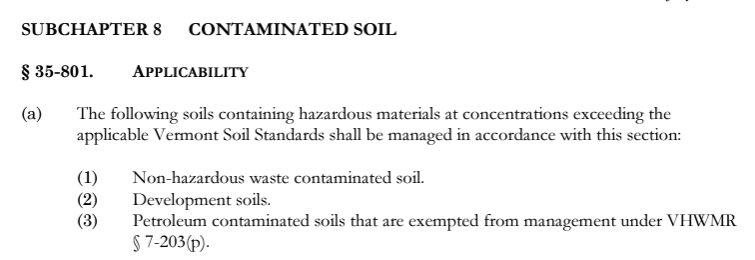 SUBCHAPTER 8 CONTAMINATED SOIL
§ 35-801. APPLICABILITY
(a) The following soils containing hazardous materials at concentrations exceeding the
applicable Vermont Soil Standards shall be managed in accordance with this section:
(1) Non-hazardous waste contaminated soil.
(2) Development soils.
(3) Petroleum contaminated soils that are exempted from management under VHWMR
§ 7-203(p).